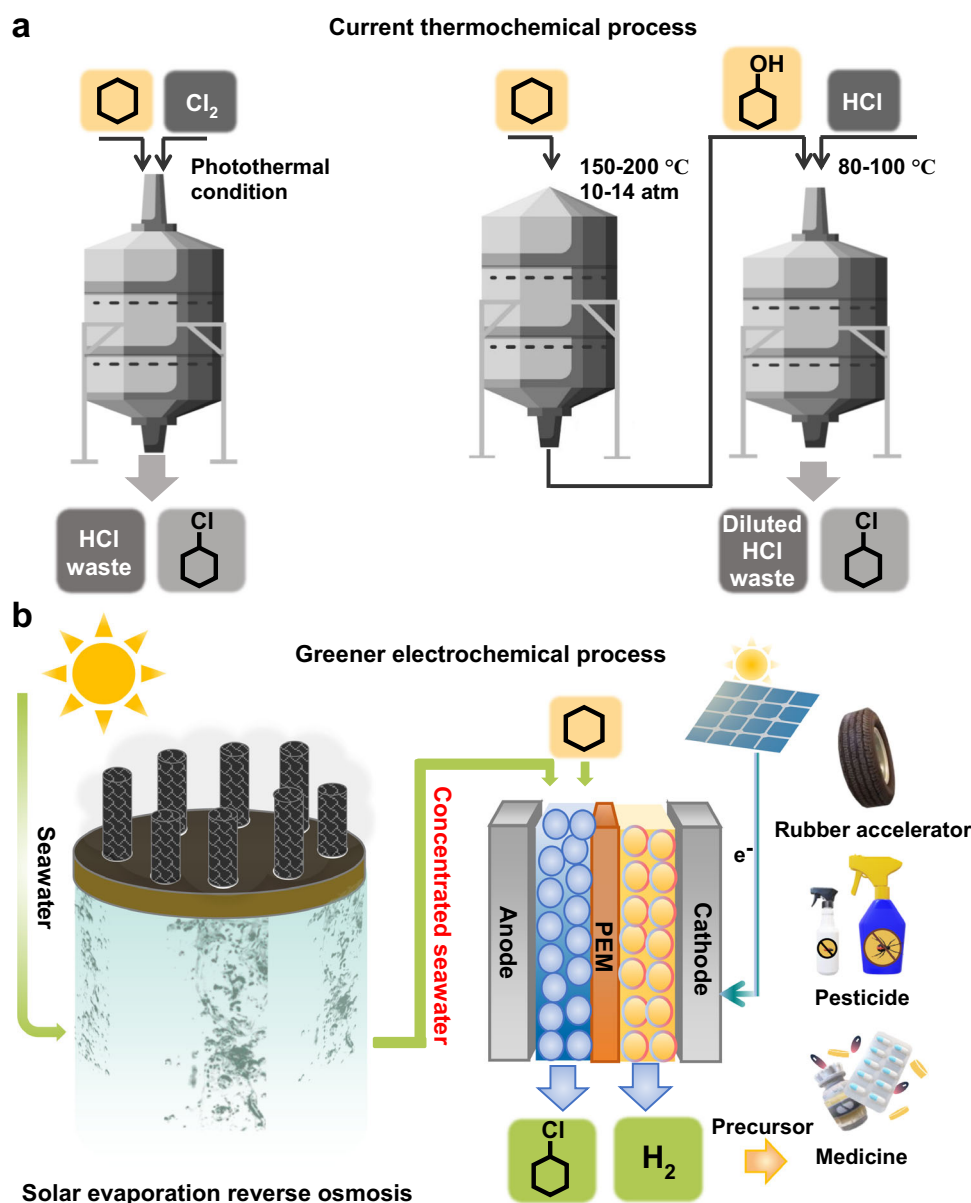 a
Current thermochemical process
Cl₂
OH
HCl
Photothermal
condition
150-200 °C
10-14 atm
80-100 °C
HCl
waste
Cl
Diluted
HCl
waste
Cl
b
Greener electrochemical process
Seawater
Concentrated seawater
Anode
PEM
Cathode
e⁻
Rubber accelerator
Pesticide
Cl
H₂
Precursor
Medicine
Solar evaporation reverse osmosis